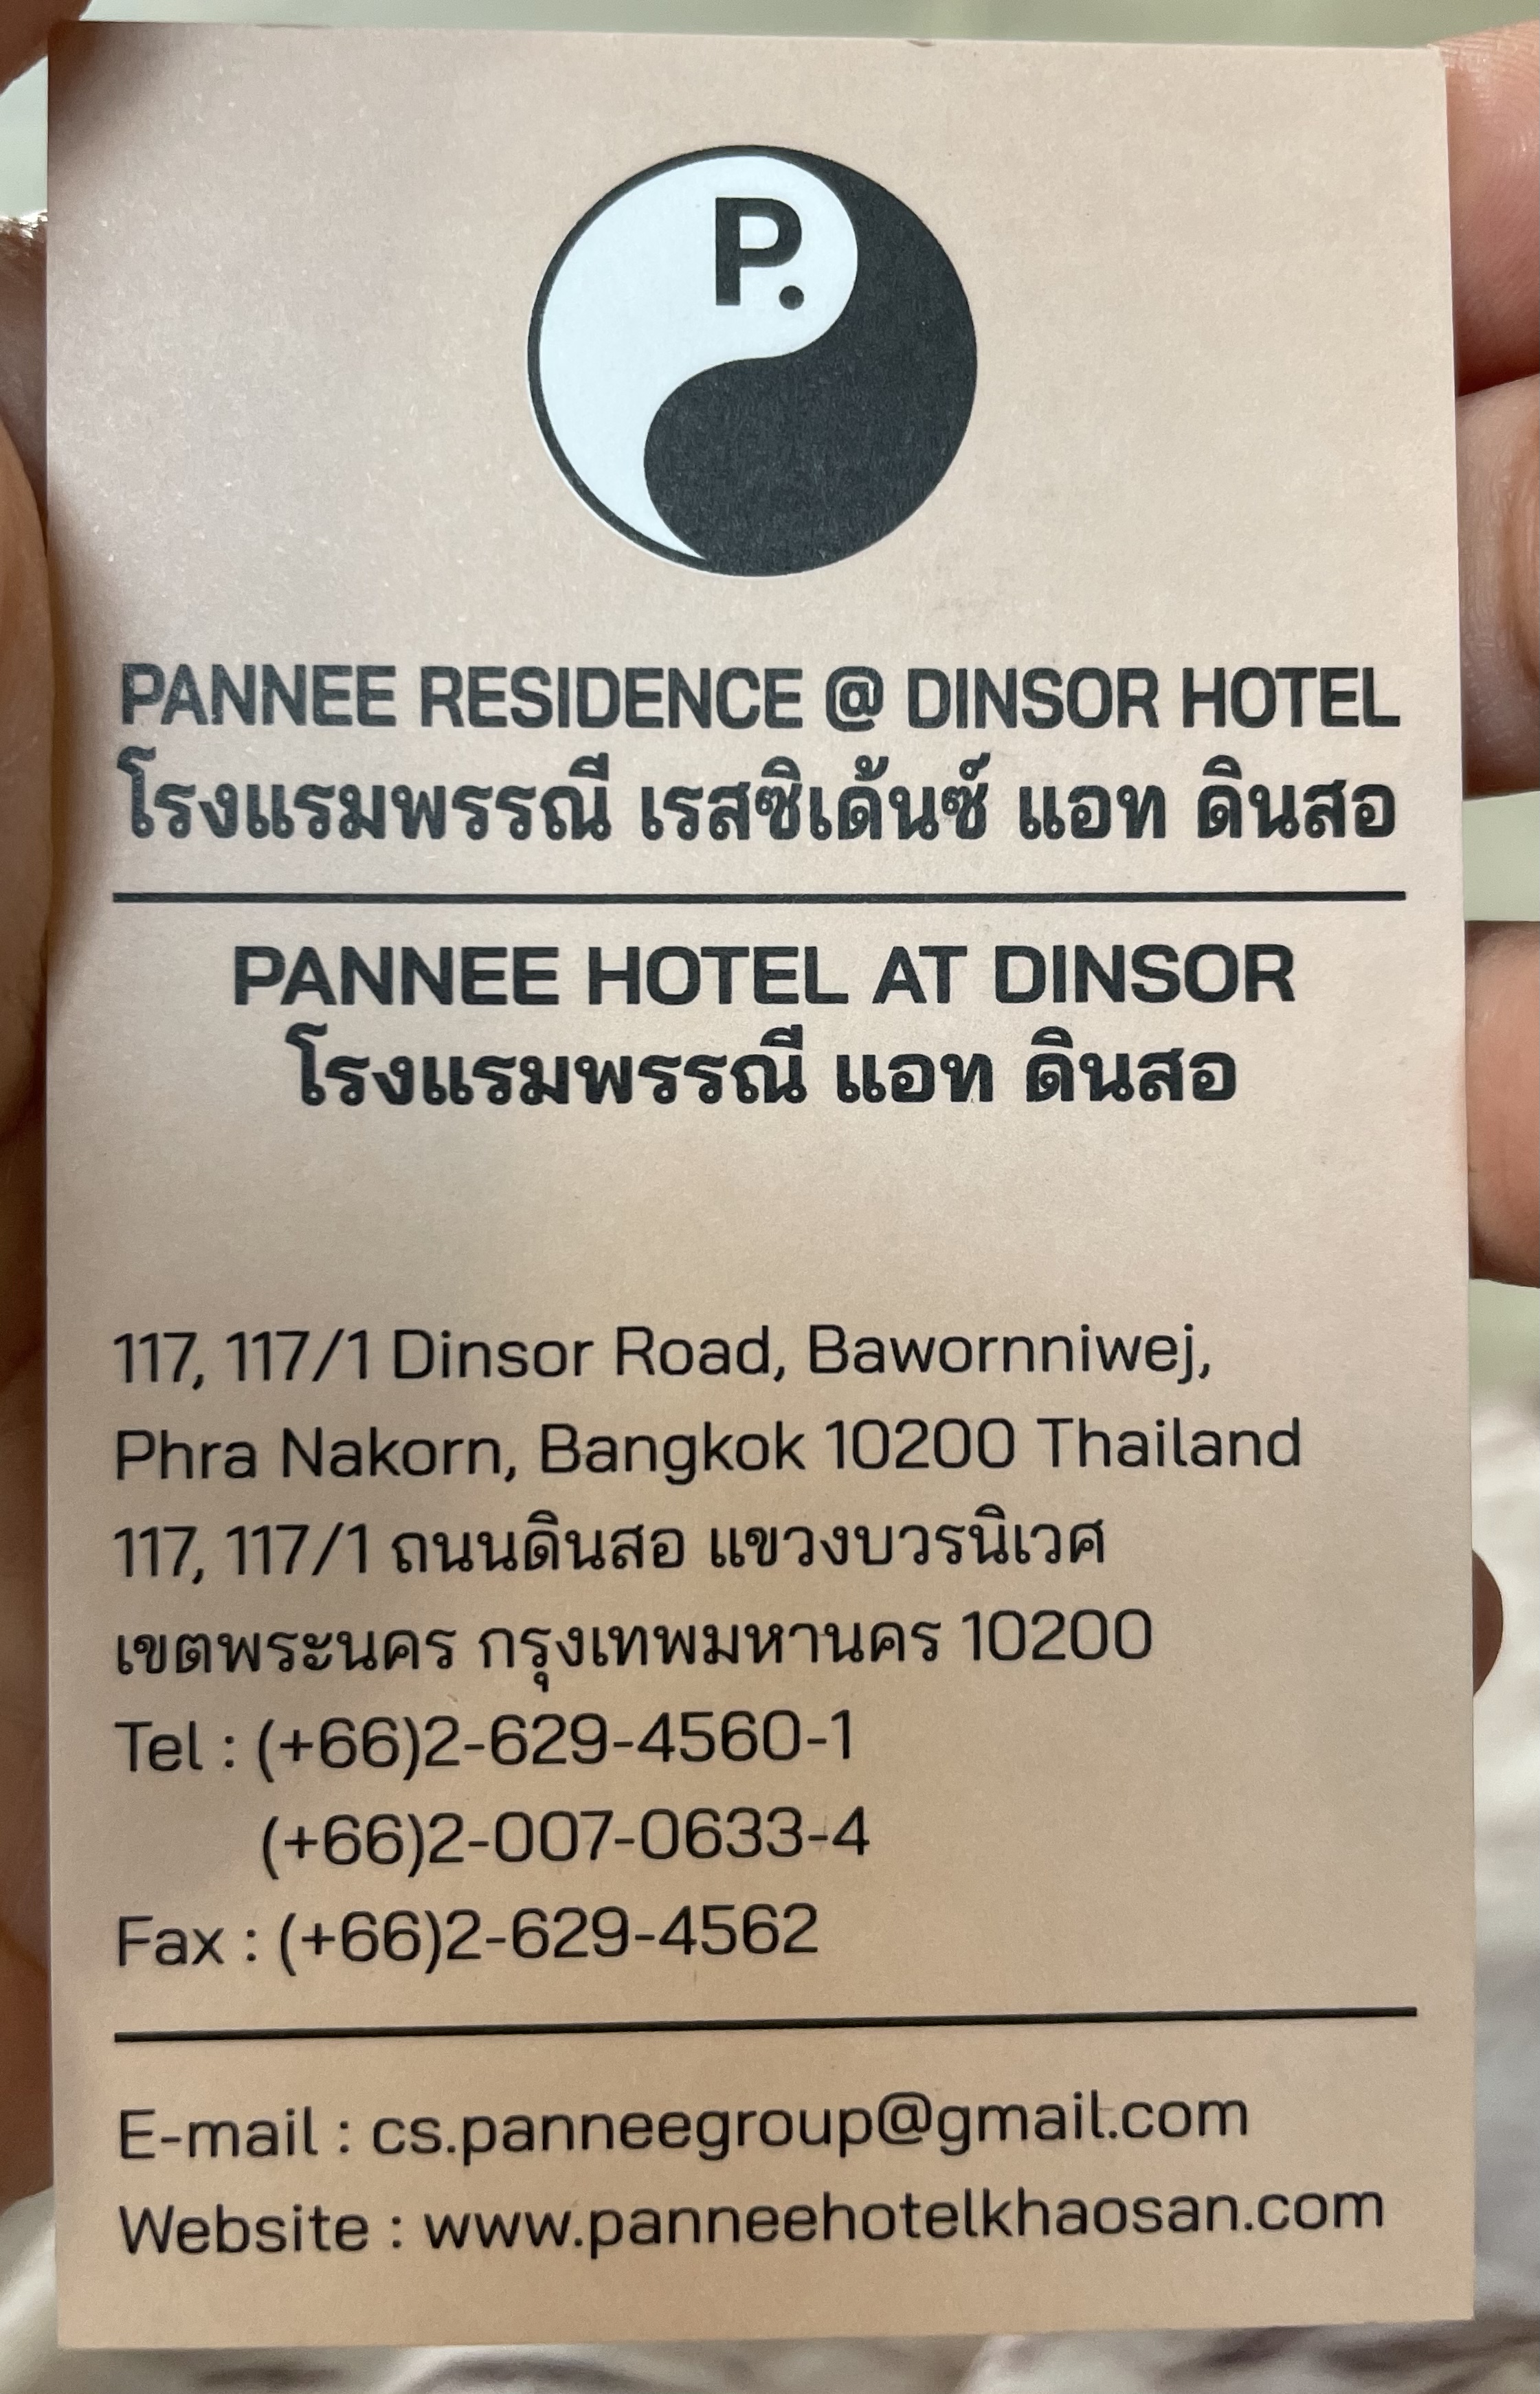 P.
PANNEE RESIDENCE @ DINSOR HOTEL
โรงแรมพรรณี เรสซิเด้นซ์ แอท ดินสอ
PANNEE HOTEL AT DINSOR
โรงแรมพรรณี แอท ดินสอ
117, 117/1 Dinsor Road, Bawornniwej,
Phra Nakorn, Bangkok 10200 Thailand
117, 117/1 ถนนดินสอ แขวงบวรนิเวศ
เขตพระนคร กรุงเทพมหานคร 10200
Tel : (+66)2-629-4560-1
(+66)2-007-0633-4
Fax : (+66)2-629-4562
E-mail : cs.panneegroup@gmail.com
Website : www.panneehotelkhaosan.com